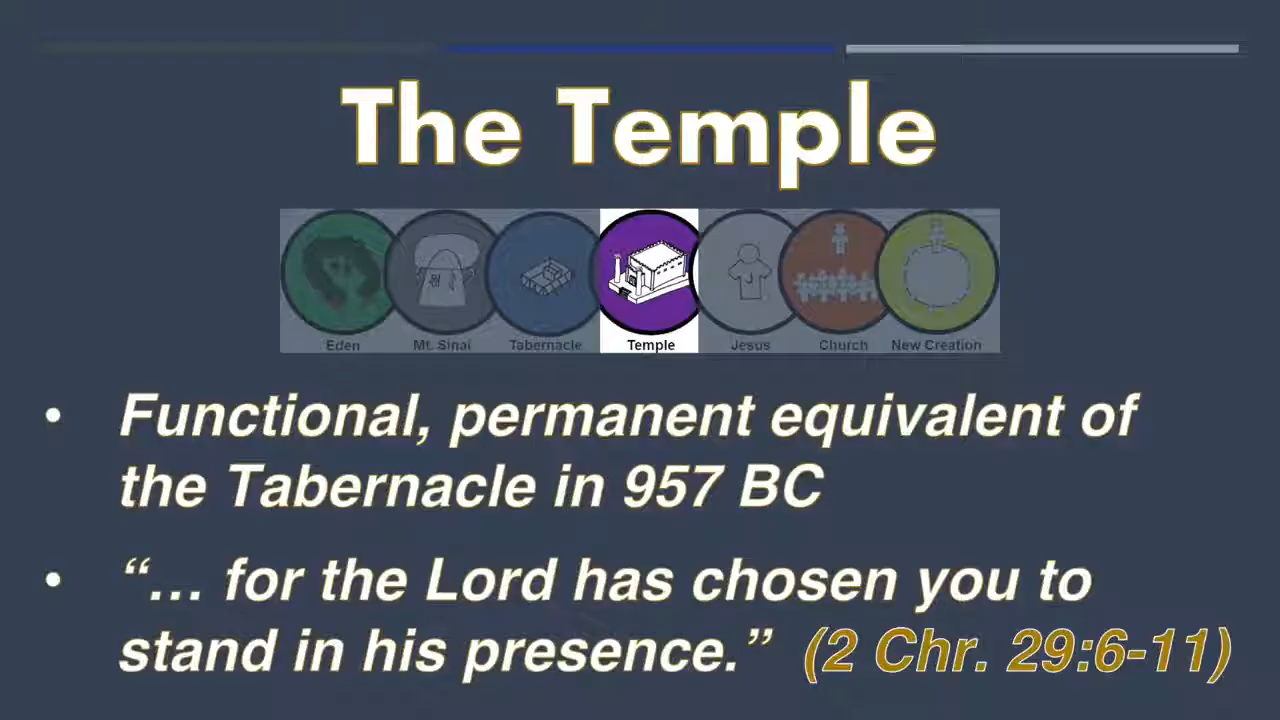 The Temple
Eden Mt. Sinai Tabernacle Temple Jesus Church New Creation
• Functional, permanent equivalent of
the Tabernacle in 957 BC
• “… for the Lord has chosen you to
stand in his presence.” (2 Chr. 29:6-11)